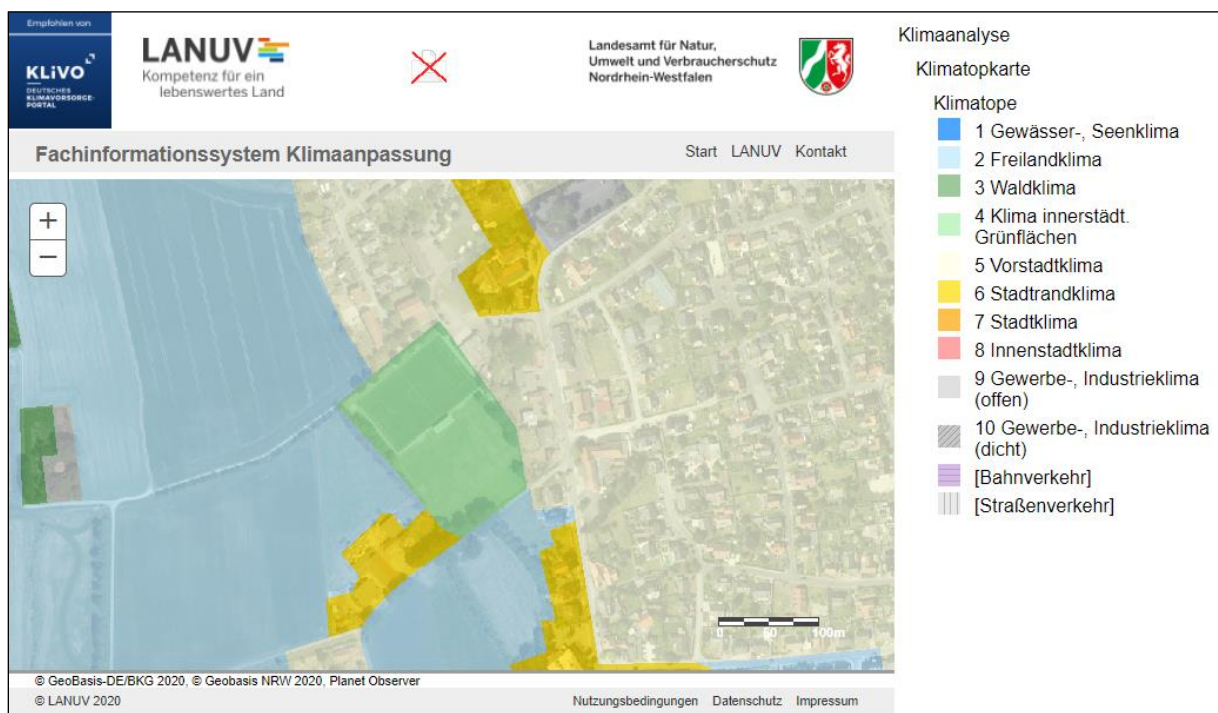 Empfohlen von
KLiVO
DEUTSCHES
KLIMAVORSORGE-
PORTAL
LANUV
Kompetenz für ein
lebenswertes Land
Landesamt für Natur,
Umwelt und Verbraucherschutz
Nordrhein-Westfalen
Fachinformationssystem Klimaanpassung
Start LANUV Kontakt
+
−
0 50 100m
© GeoBasis-DE/BKG 2020, © Geobasis NRW 2020, Planet Observer
© LANUV 2020
Nutzungsbedingungen Datenschutz Impressum
Klimaanalyse
Klimatopkarte
Klimatope
1 Gewässer-, Seenklima
2 Freilandklima
3 Waldklima
4 Klima innerstädt.
Grünflächen
5 Vorstadtklima
6 Stadtrandklima
7 Stadtklima
8 Innenstadtklima
9 Gewerbe-, Industrieklima
(offen)
10 Gewerbe-, Industrieklima
(dicht)
[Bahnverkehr]
[Straßenverkehr]